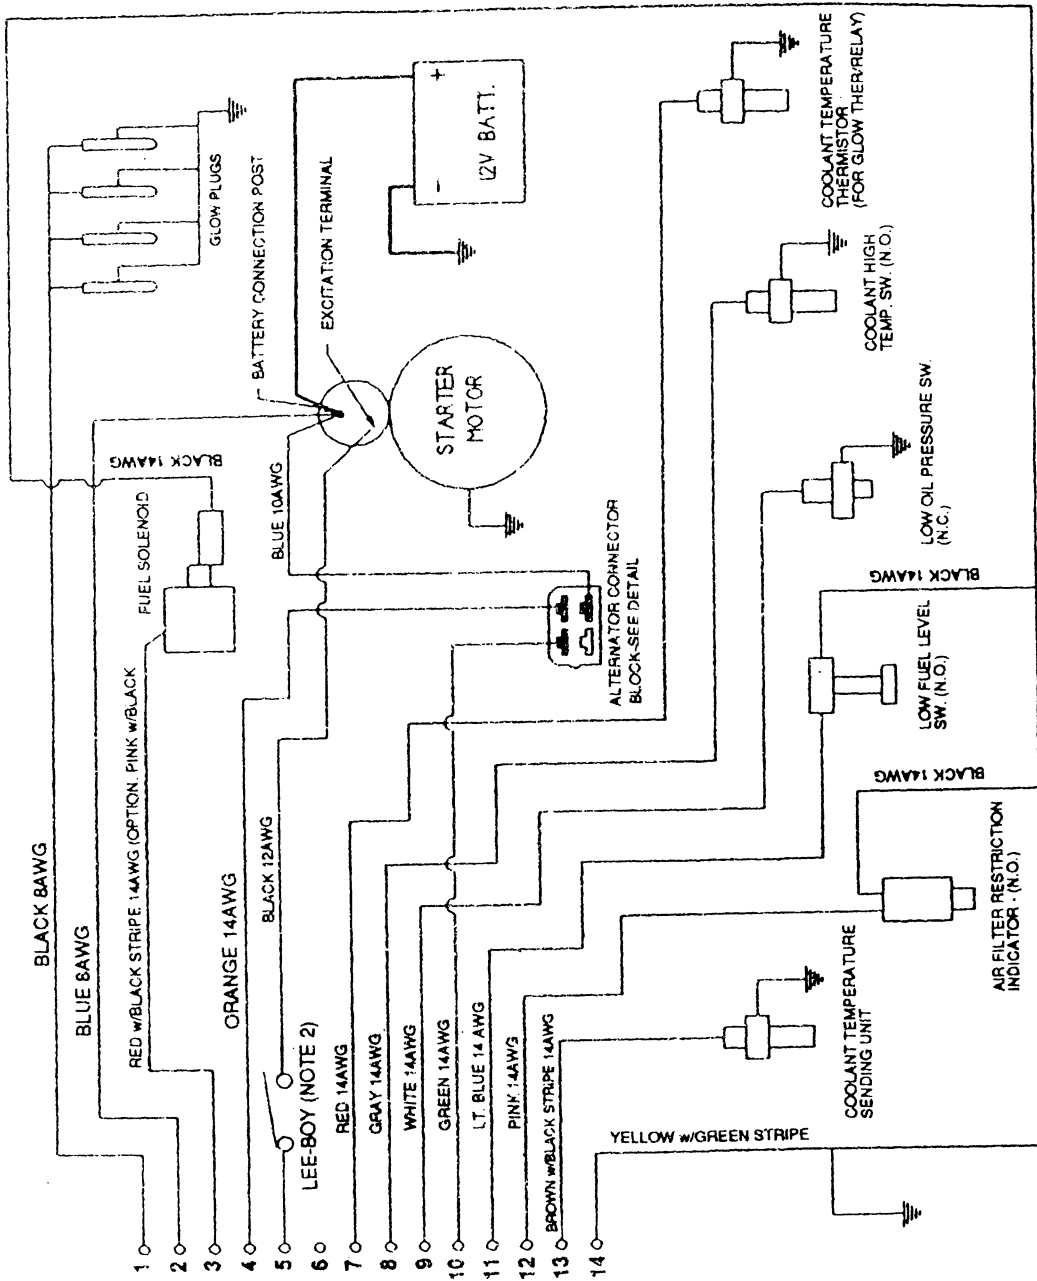 GLOW PLUGS
BATTERY CONNECTION POST
EXCITATION TERMINAL
+
-
12V BATT.
STARTER
MOTOR
COOLANT TEMPERATURE
THERMISTOR
(FOR GLOW THER/RELAY)
COOLANT HIGH
TEMP. SW. (N.O.)
LOW OIL PRESSURE SW.
(N.C.)
BLACK 14AWG
FUEL SOLENOID
BLUE 10AWG
ALTERNATOR CONNECTOR
BLOCK-SEE DETAIL
BLACK 14AWG
LOW FUEL LEVEL
SW. (N.O.)
BLACK 14AWG
AIR FILTER RESTRICTION
INDICATOR - (N.O.)
COOLANT TEMPERATURE
SENDING UNIT
BLACK 8AWG
BLUE 8AWG
RED w/BLACK STRIPE 14AWG (OPTION. PINK w/BLACK
ORANGE 14AWG
BLACK 12AWG
LEE-BOY (NOTE 2)
RED 14AWG
GRAY 14AWG
WHITE 14AWG
GREEN 14AWG
LT. BLUE 14 AWG
PINK 14AWG
BROWN w/BLACK STRIPE 14AWG
YELLOW w/GREEN STRIPE
1
2
3
4
5
6
7
8
9
10
11
12
13
14